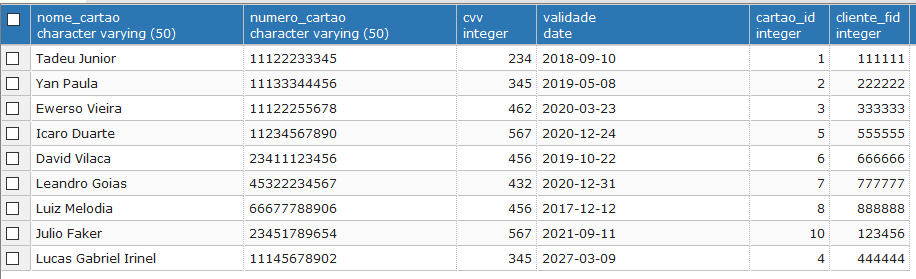 nome_cartao numero_cartao cvv validade cartao_id cliente_fid
character varying (50) character varying (50) integer date integer integer
Tadeu Junior 11122233345 234 2018-09-10 1 111111
Yan Paula 11133344456 345 2019-05-08 2 222222
Ewerso Vieira 11122255678 462 2020-03-23 3 333333
Icaro Duarte 11234567890 567 2020-12-24 5 555555
David Vilaca 23411123456 456 2019-10-22 6 666666
Leandro Goias 45322234567 432 2020-12-31 7 777777
Luiz Melodia 66677788906 456 2017-12-12 8 888888
Julio Faker 23451789654 567 2021-09-11 10 123456
Lucas Gabriel Irinel 11145678902 345 2027-03-09 4 444444